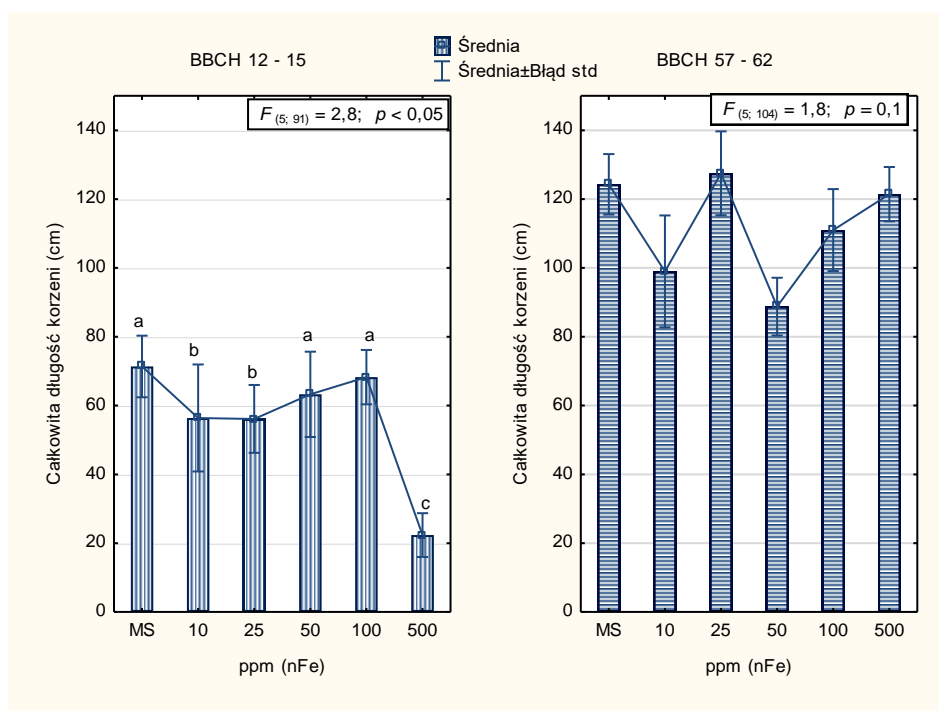 BBCH 12 - 15
Średnia
Średnia±Błąd std
BBCH 57 - 62
F (5; 91) = 2,8; p < 0,05
F (5; 104) = 1,8; p = 0,1
Całkowita długość korzeni (cm)
140
120
100
80
60
40
20
0
a
b
b
a
a
c
MS 10 25 50 100 500
ppm (nFe)
Całkowita długość korzeni (cm)
140
120
100
80
60
40
20
0
MS 10 25 50 100 500
ppm (nFe)